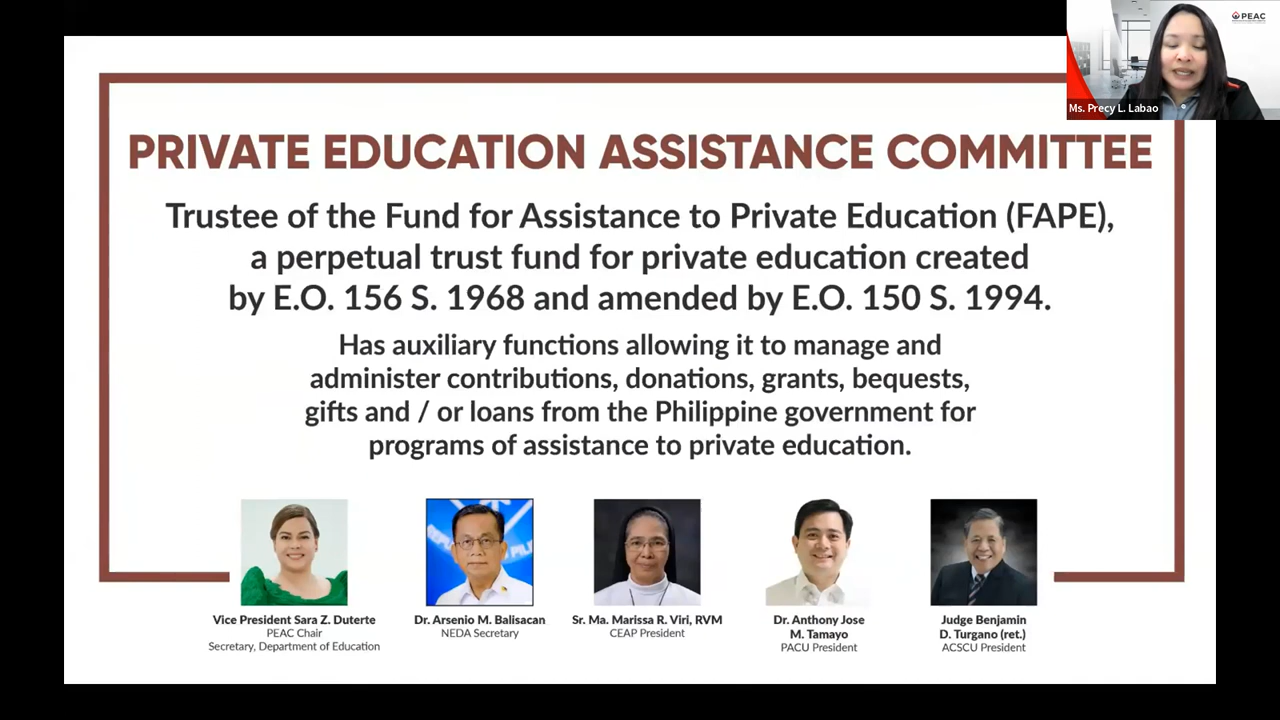 PEAC
Ms. Precy L. Labao
PRIVATE EDUCATION ASSISTANCE COMMITTEE
Trustee of the Fund for Assistance to Private Education (FAPE),
a perpetual trust fund for private education created
by E.O. 156 S. 1968 and amended by E.O. 150 S. 1994.
Has auxiliary functions allowing it to manage and
administer contributions, donations, grants, bequests,
gifts and / or loans from the Philippine government for
programs of assistance to private education.
Vice President Sara Z. Duterte
PEAC Chair
Secretary, Department of Education
Dr. Arsenio M. Balisacan
NEDA Secretary
Sr. Ma. Marissa R. Viri, RVM
CEAP President
Dr. Anthony Jose
M. Tamayo
PACU President
Judge Benjamin
D. Turgano (ret.)
ACSCU President